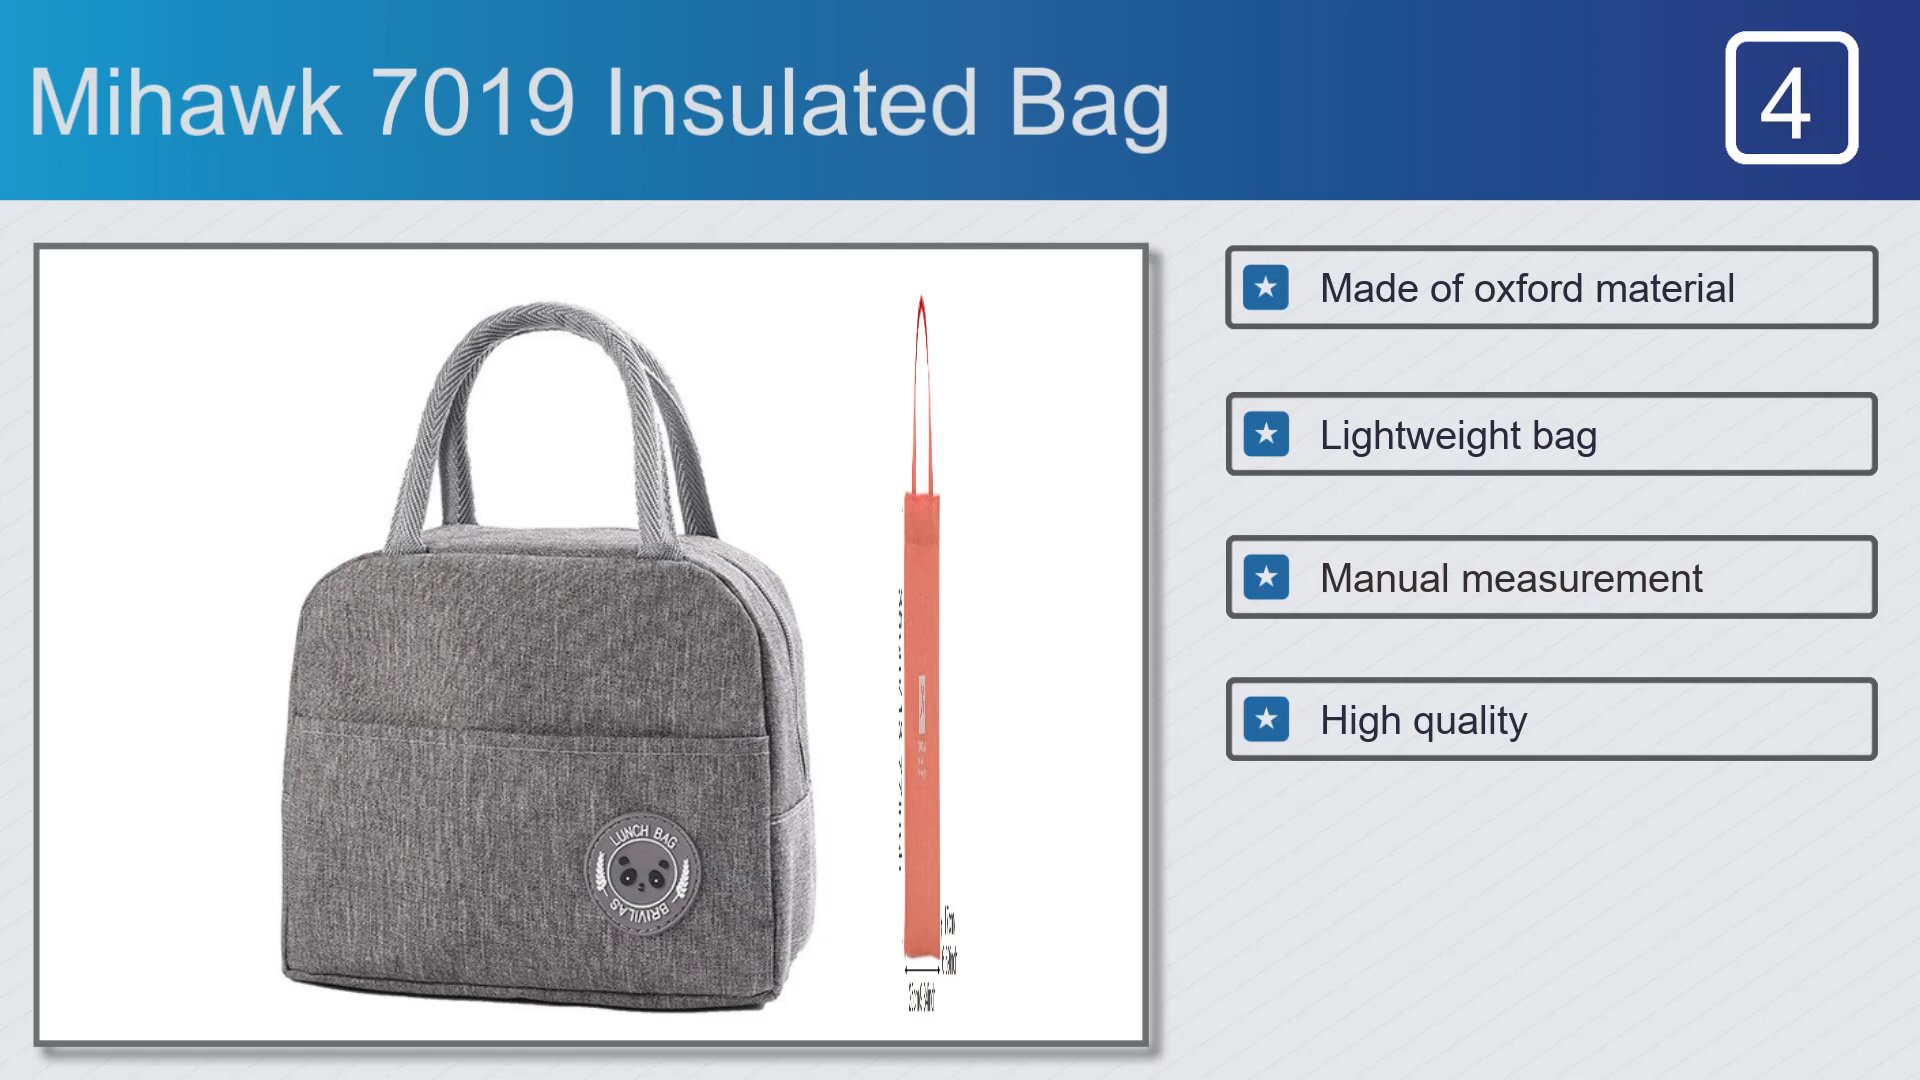 Mihawk 7019 Insulated Bag
4
Made of oxford material
Lightweight bag
Manual measurement
High quality
LUNCH BAG
BRIVILAS